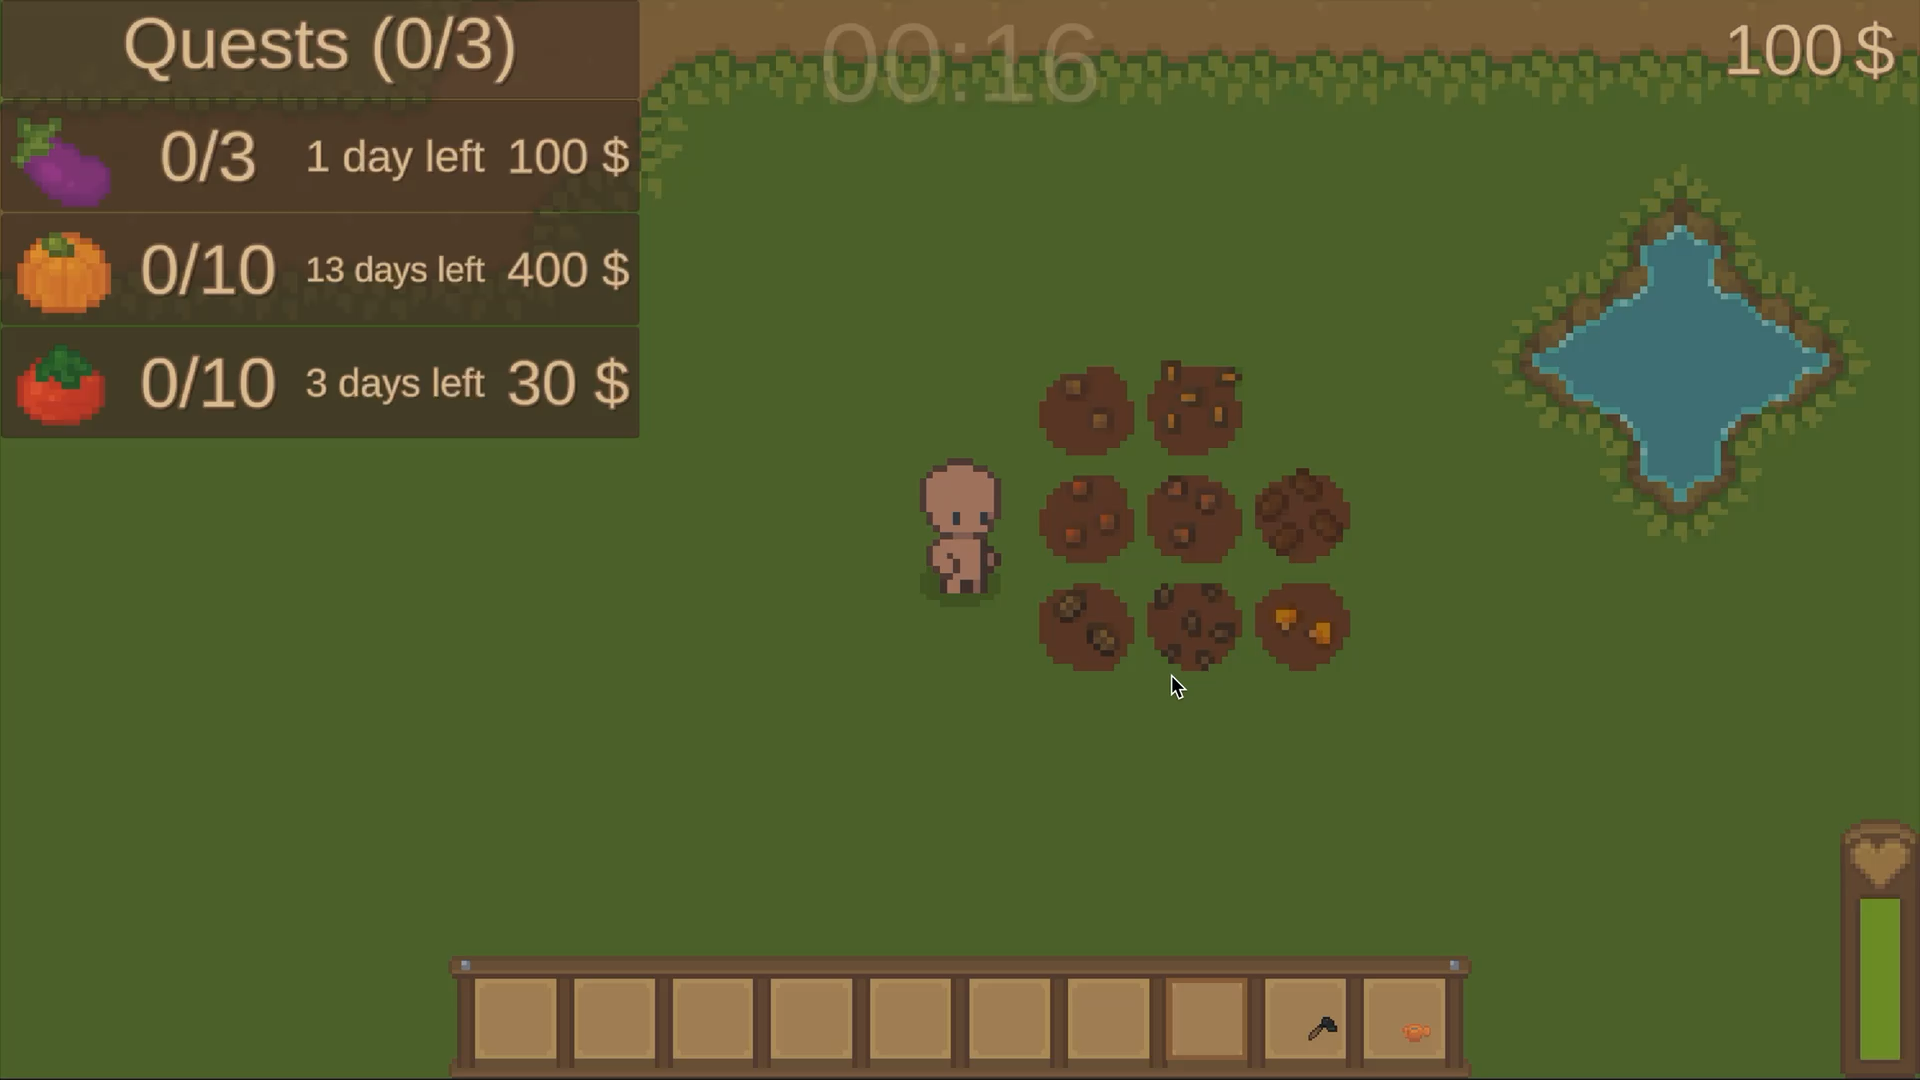 Quests (0/3)
00:16
100 $
0/3 1 day left 100 $
0/10 13 days left 400 $
0/10 3 days left 30 $